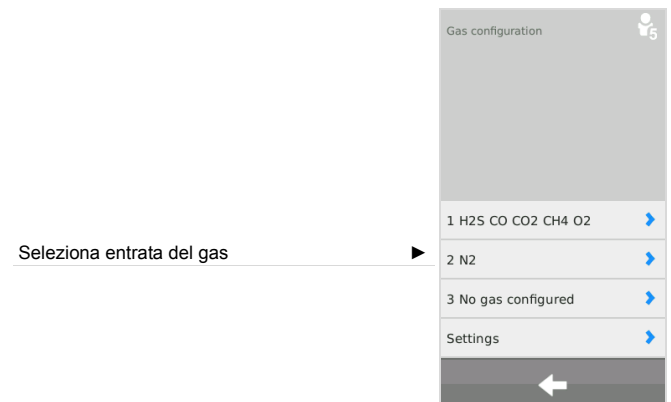 Gas configuration
5
1 H2S CO CO2 CH4 O2
Seleziona entrata del gas ►
2 N2
3 No gas configured
Settings